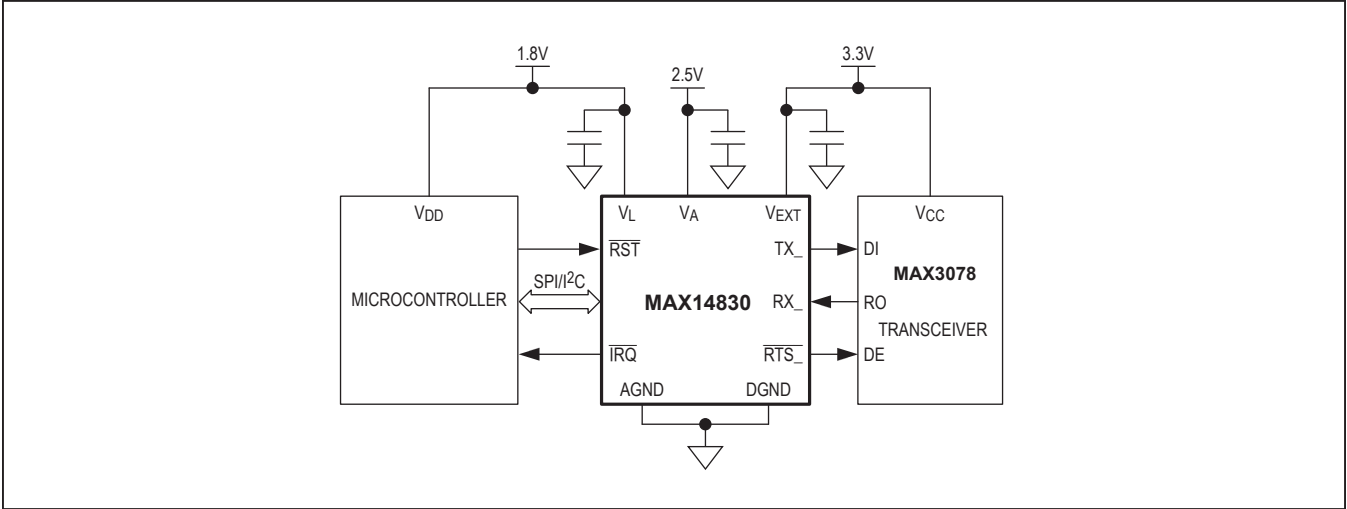 1.8V
2.5V
3.3V
VDD
VL
VA
VEXT
VCC
RST
TX_
DI
MAX3078
SPI/I2C
MICROCONTROLLER
MAX14830
RX_
RO
TRANSCEIVER
IRQ
RTS_
DE
AGND
DGND